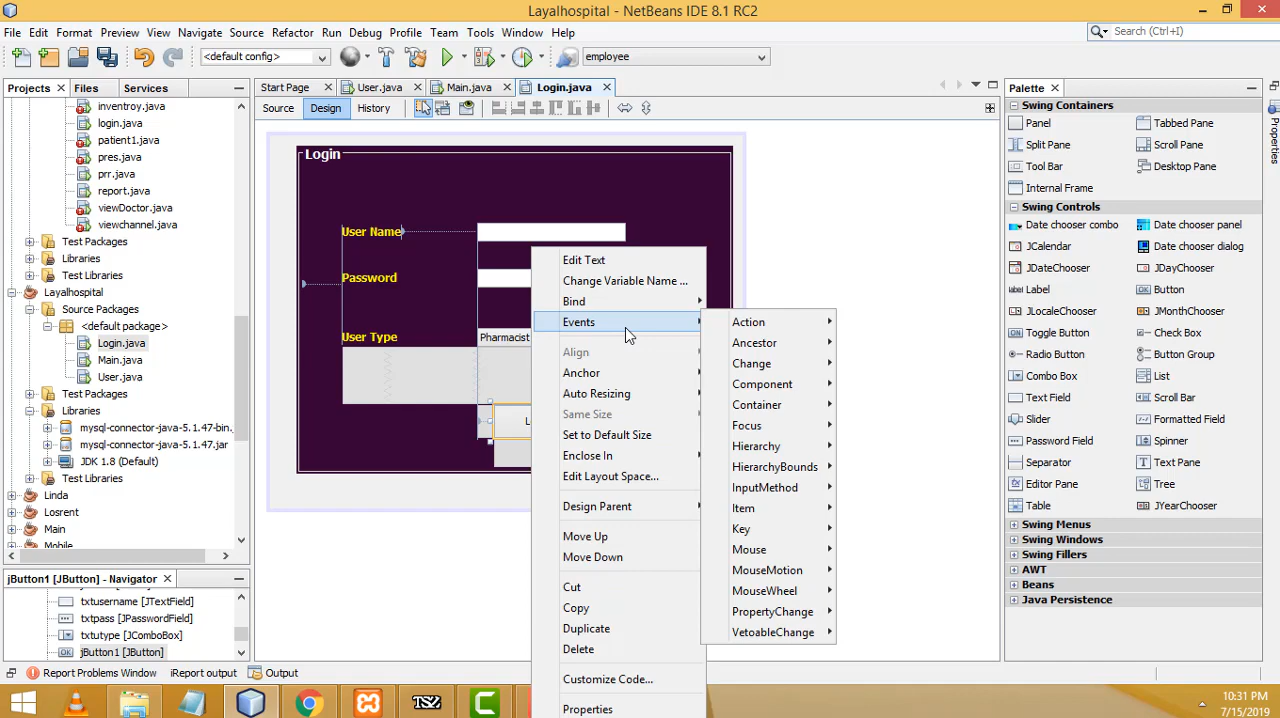 Layalhospital - NetBeans IDE 8.1 RC2
File Edit Format Preview View Navigate Source Refactor Run Debug Profile Team Tools Window Help
Search (Ctrl+I)
<default config>
employee
Projects
Files
Services
Start Page
User.java
Main.java
Login.java
Source
Design
History
inventroy.java
login.java
patient1.java
pres.java
prr.java
report.java
viewDoctor.java
viewchannel.java
Test Packages
Libraries
Test Libraries
Layalhospital
Source Packages
<default package>
Login.java
Main.java
User.java
Test Packages
Libraries
mysql-connector-java-5.1.47-bin.
mysql-connector-java-5.1.47.jar
JDK 1.8 (Default)
Test Libraries
Linda
Losrent
Main
Mobile
jButton1 [JButton] - Navigator
txtusername [JTextField]
txtpass [JPasswordField]
txtutype [JComboBox]
jButton1 [JButton]
Login
User Name
Password
User Type
Pharmacist
L
Edit Text
Change Variable Name ...
Bind
Events
Align
Anchor
Auto Resizing
Same Size
Set to Default Size
Enclose In
Edit Layout Space...
Design Parent
Move Up
Move Down
Cut
Copy
Duplicate
Delete
Customize Code...
Properties
Action
Ancestor
Change
Component
Container
Focus
Hierarchy
HierarchyBounds
InputMethod
Item
Key
Mouse
MouseMotion
MouseWheel
PropertyChange
VetoableChange
Palette
Properties
Swing Containers
Panel
Tabbed Pane
Split Pane
Scroll Pane
Tool Bar
Desktop Pane
Internal Frame
Swing Controls
Date chooser combo
Date chooser panel
JCalendar
Date chooser dialog
JDateChooser
JDayChooser
Label
Button
JLocaleChooser
JMonthChooser
Toggle Button
Check Box
Radio Button
Button Group
Combo Box
List
Text Field
Scroll Bar
Slider
Formatted Field
Password Field
Spinner
Separator
Text Pane
Editor Pane
Tree
Table
JYearChooser
Swing Menus
Swing Windows
Swing Fillers
AWT
Beans
Java Persistence
Report Problems Window
iReport output
Output
10:31 PM
7/15/2019